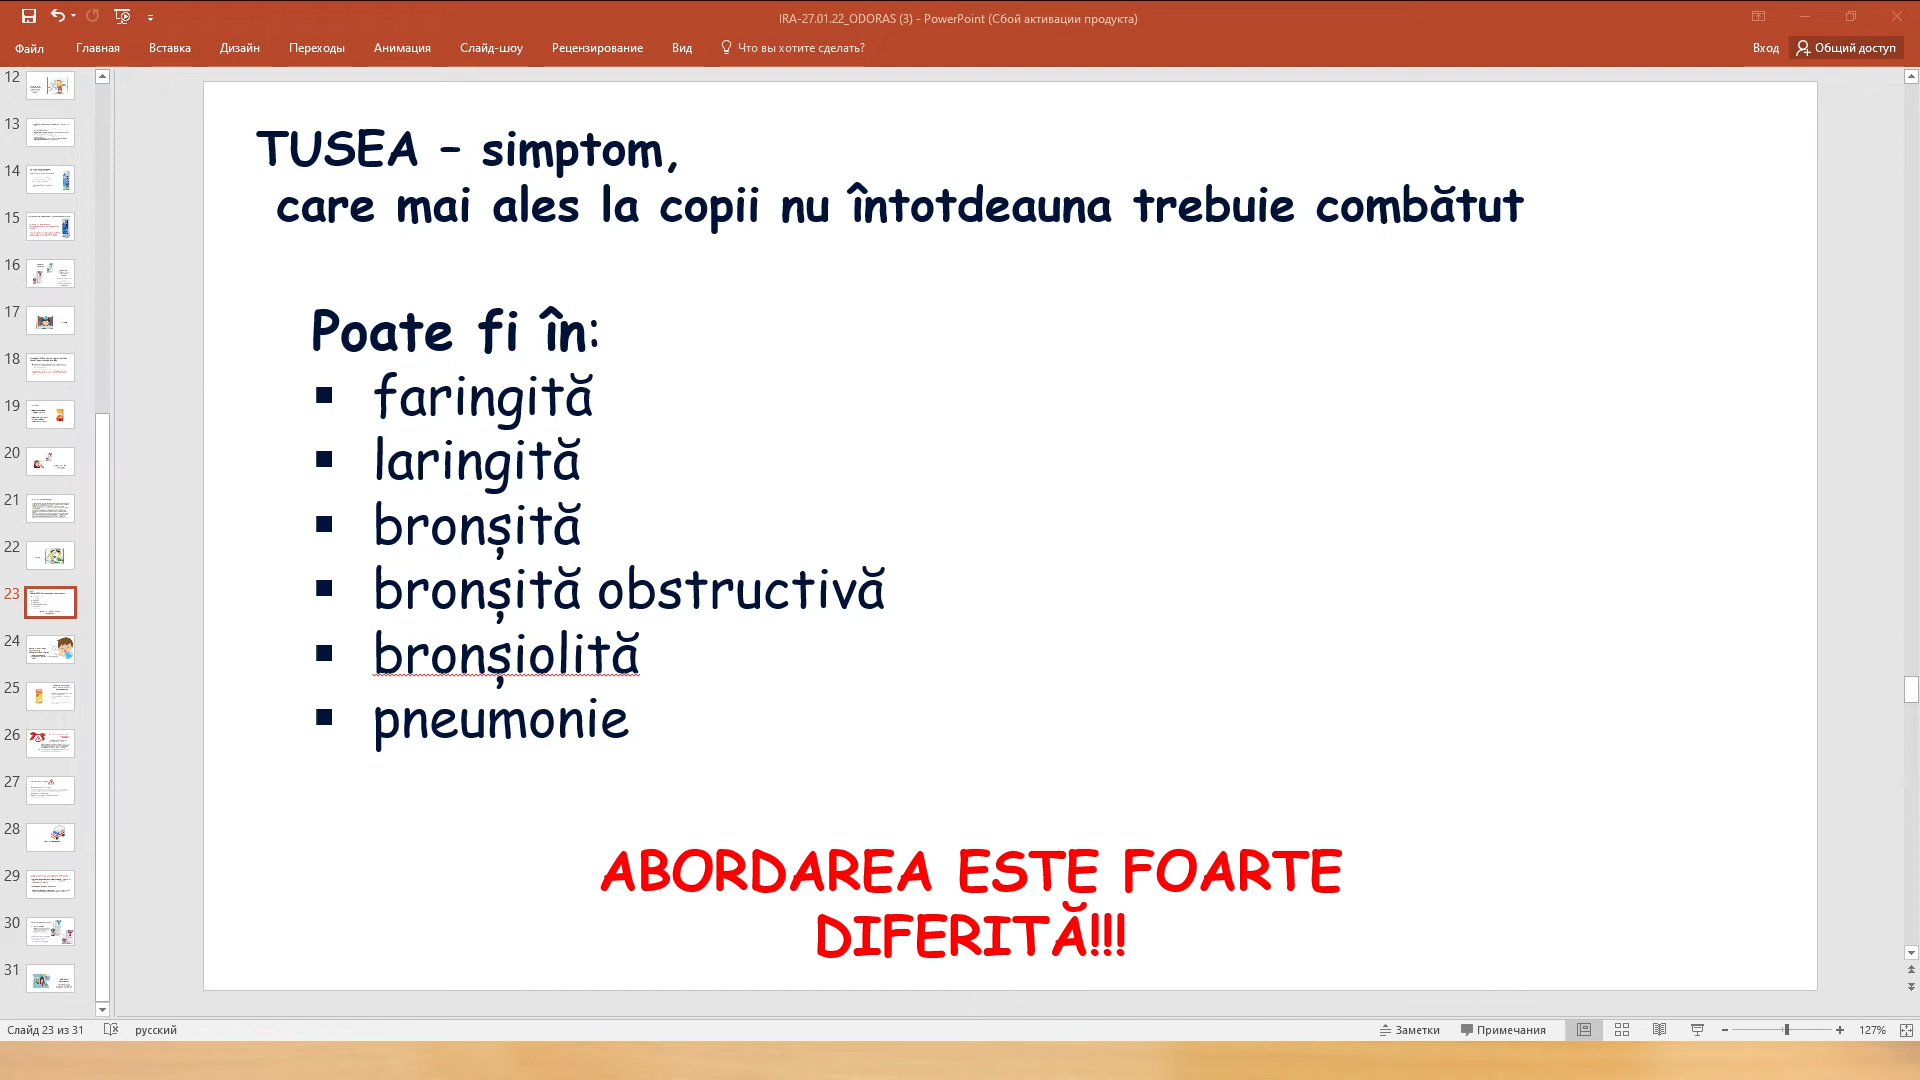 IRA-27.01.22_ODORAS (3) - PowerPoint (Сбой активации продукта)
Файл Главная Вставка Дизайн Переходы Анимация Слайд-шоу Рецензирование Вид Что вы хотите сделать? Вход Общий доступ
12
13
14
15
16
17
18
19
20
21
22
23
24
25
26
27
28
29
30
31
TUSEA – simptom,
care mai ales la copii nu întotdeauna trebuie combătut
Poate fi în:
▪ faringită
▪ laringită
▪ bronșită
▪ bronșită obstructivă
▪ bronșiolită
▪ pneumonie
ABORDAREA ESTE FOARTE
DIFERITĂ!!!
Слайд 23 из 31 русский Заметки Примечания 127%